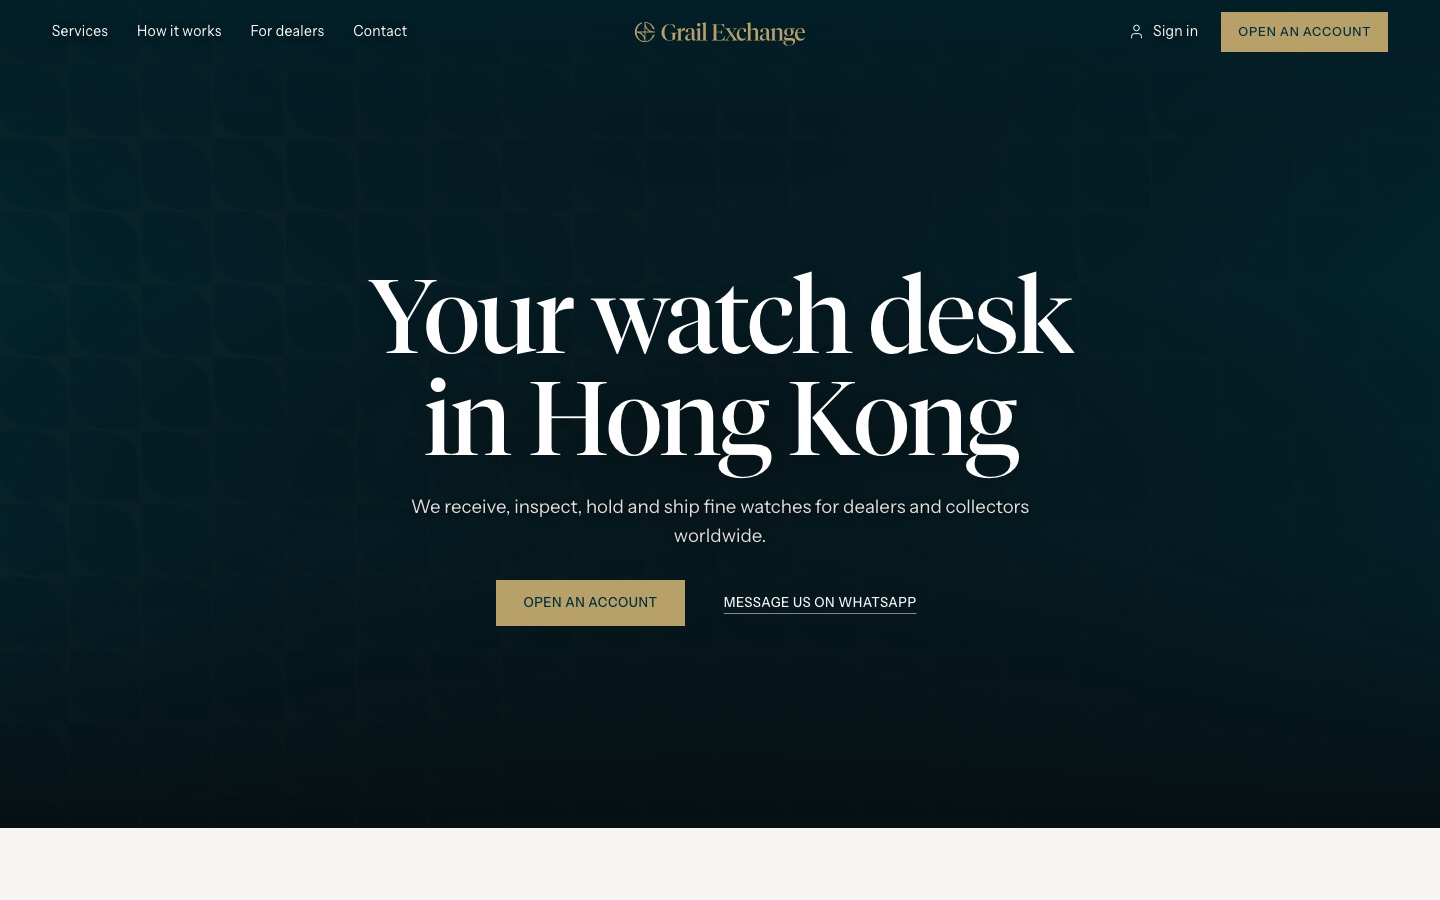 Services
How it works
For dealers
Contact
Grail Exchange
Sign in
OPEN AN ACCOUNT
Your watch desk
in Hong Kong
We receive, inspect, hold and ship fine watches for dealers and collectors
worldwide.
OPEN AN ACCOUNT
MESSAGE US ON WHATSAPP